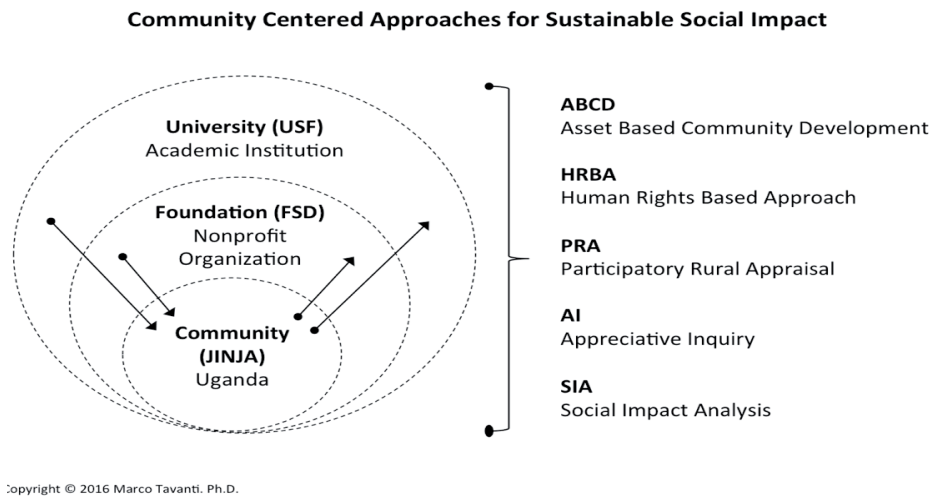 Community Centered Approaches for Sustainable Social Impact
University (USF)
Academic Institution
Foundation (FSD)
Nonprofit
Organization
Community
(JINJA)
Uganda
ABCD
Asset Based Community Development
HRBA
Human Rights Based Approach
PRA
Participatory Rural Appraisal
AI
Appreciative Inquiry
SIA
Social Impact Analysis
Copyright © 2016 Marco Tavanti. Ph.D.